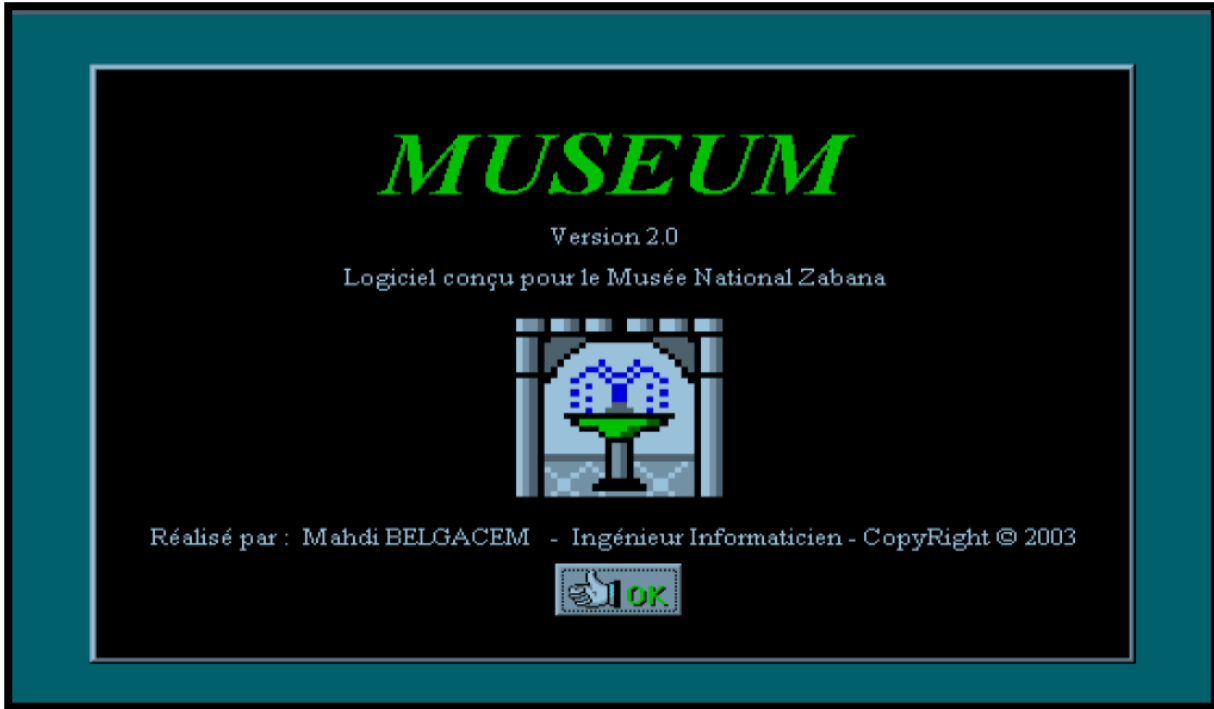 MUSEUM
Version 2.0
Logiciel conçu pour le Musée National Zabana
Réalisé par : Mahdi BELGACEM - Ingénieur Informaticien - CopyRight © 2003
OK